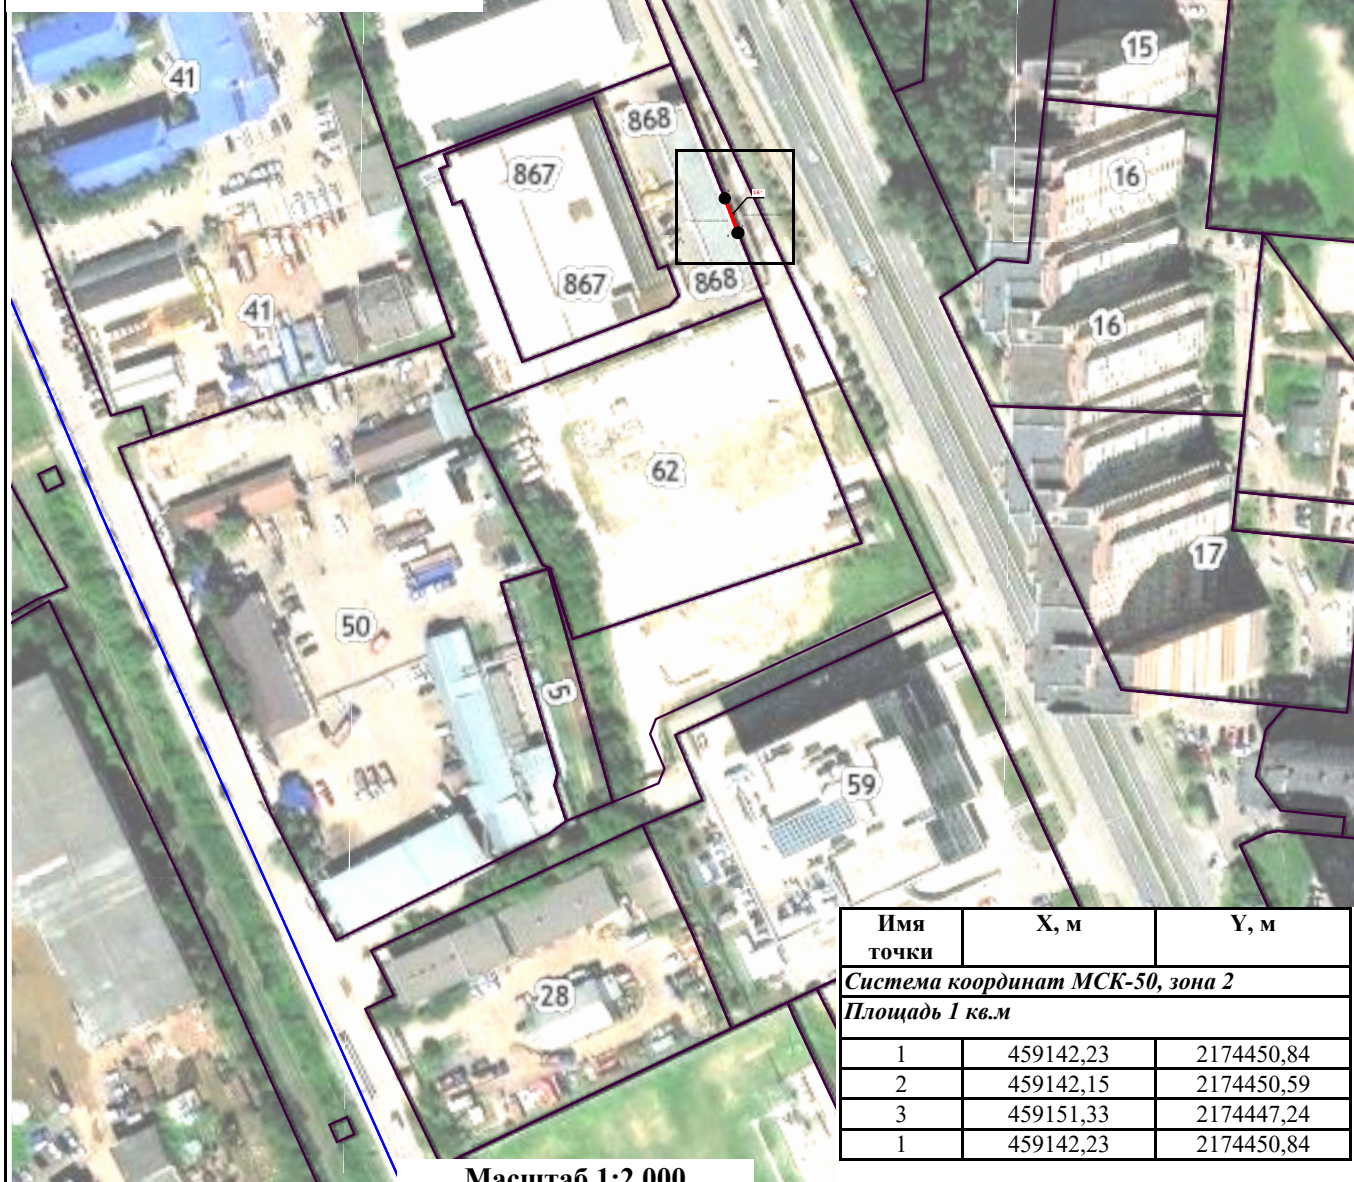 15
41
868
867
16
867
868
41
16
62
17
50
5
59
28
Имя точки X, м Y, м
Система координат МСК-50, зона 2
Площадь 1 кв.м
1 459142,23 2174450,84
2 459142,15 2174450,59
3 459151,33 2174447,24
1 459142,23 2174450,84
Масштаб 1:2 000